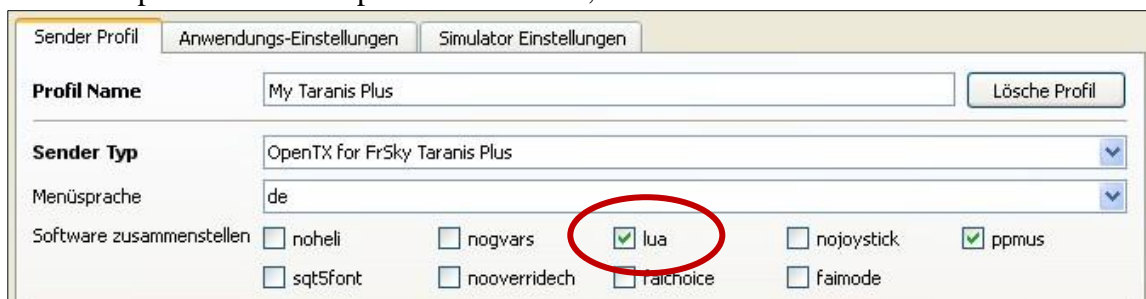 Sender Profil Anwendungs-Einstellungen Simulator Einstellungen
Profil Name My Taranis Plus Lösche Profil
Sender Typ OpenTX for FrSky Taranis Plus
Menüsprache de
Software zusammenstellen noheli nogvars lua nojoystick ppmus
sqt5font nooverridech faichoice faimode